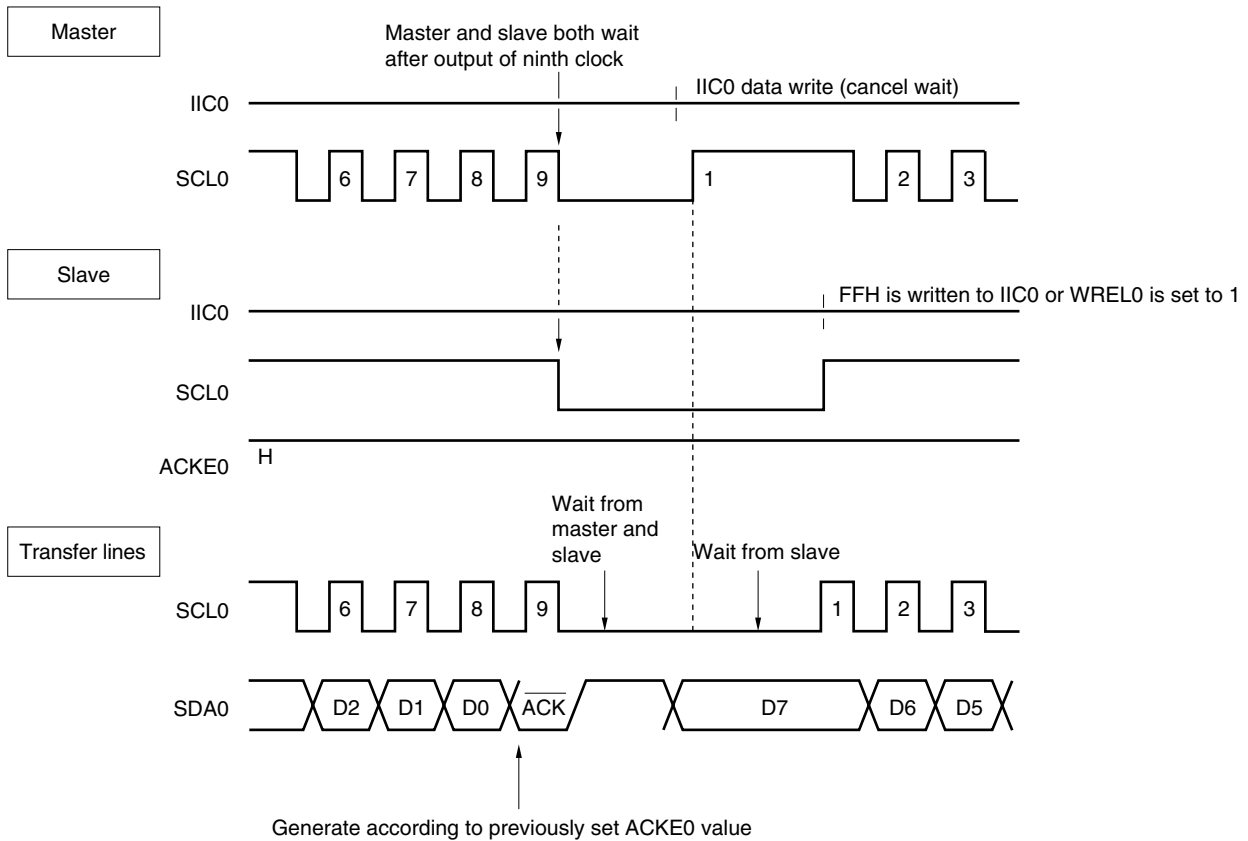 Master
Master and slave both wait
after output of ninth clock
IIC0 data write (cancel wait)
IIC0
SCL0
6 7 8 9 1 2 3
Slave
FFH is written to IIC0 or WREL0 is set to 1
IIC0
SCL0
H
ACKE0
Wait from
master and
slave
Wait from slave
Transfer lines
SCL0
6 7 8 9 1 2 3
SDA0
D2 D1 D0 ACK D7 D6 D5
Generate according to previously set ACKE0 value